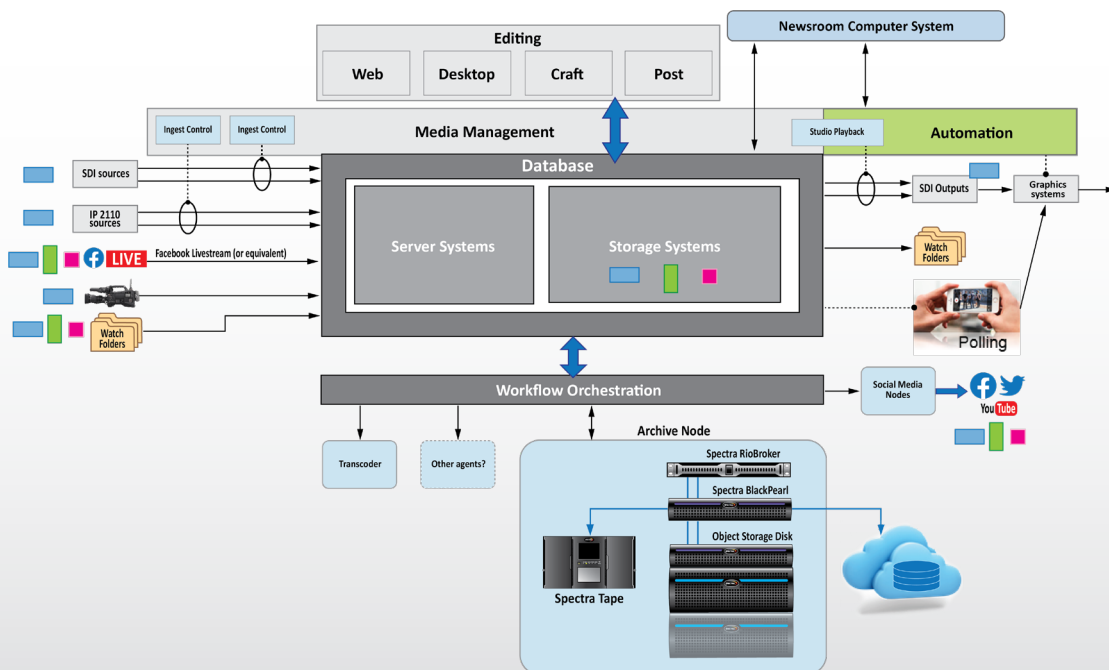 Editing
Web
Desktop
Craft
Post
Newsroom Computer System
Ingest Control
Ingest Control
Media Management
Studio Playback
Automation
Database
SDI sources
IP 2110
sources
LIVE
Facebook Livestream (or equivalent)
Watch
Folders
Server Systems
Storage Systems
SDI Outputs
Graphics
systems
Watch
Folders
Polling
Workflow Orchestration
Social Media
Nodes
You Tube
Transcoder
Other agents?
Archive Node
Spectra RioBroker
Spectra BlackPearl
Object Storage Disk
Spectra Tape